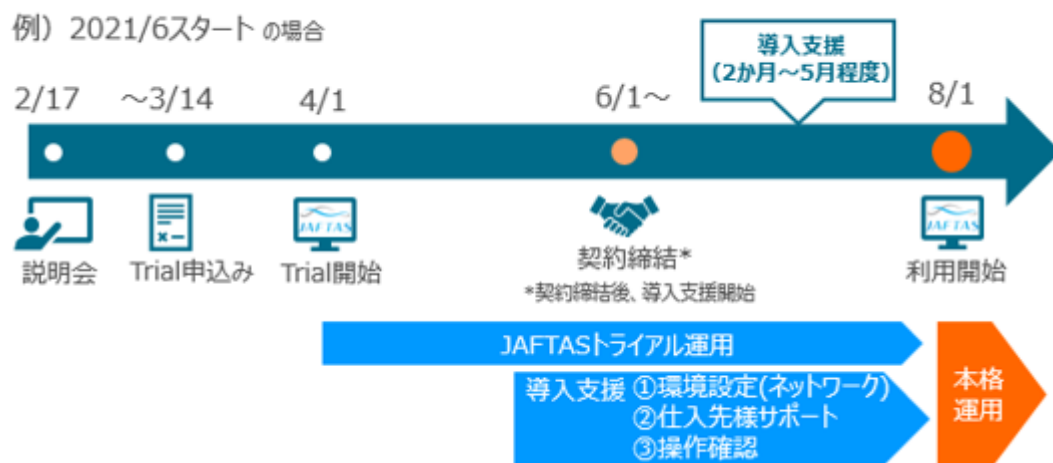 例）2021/6スタート の場合
導入支援
(2か月～5月程度)
2/17
～3/14
4/1
6/1～
8/1
JAFTAS
JAFTAS
説明会
Trial申込み
Trial開始
契約締結*
*契約締結後、導入支援開始
利用開始
JAFTASトライアル運用
導入支援 ①環境設定(ネットワーク)
②仕入先様サポート
③操作確認
本格
運用